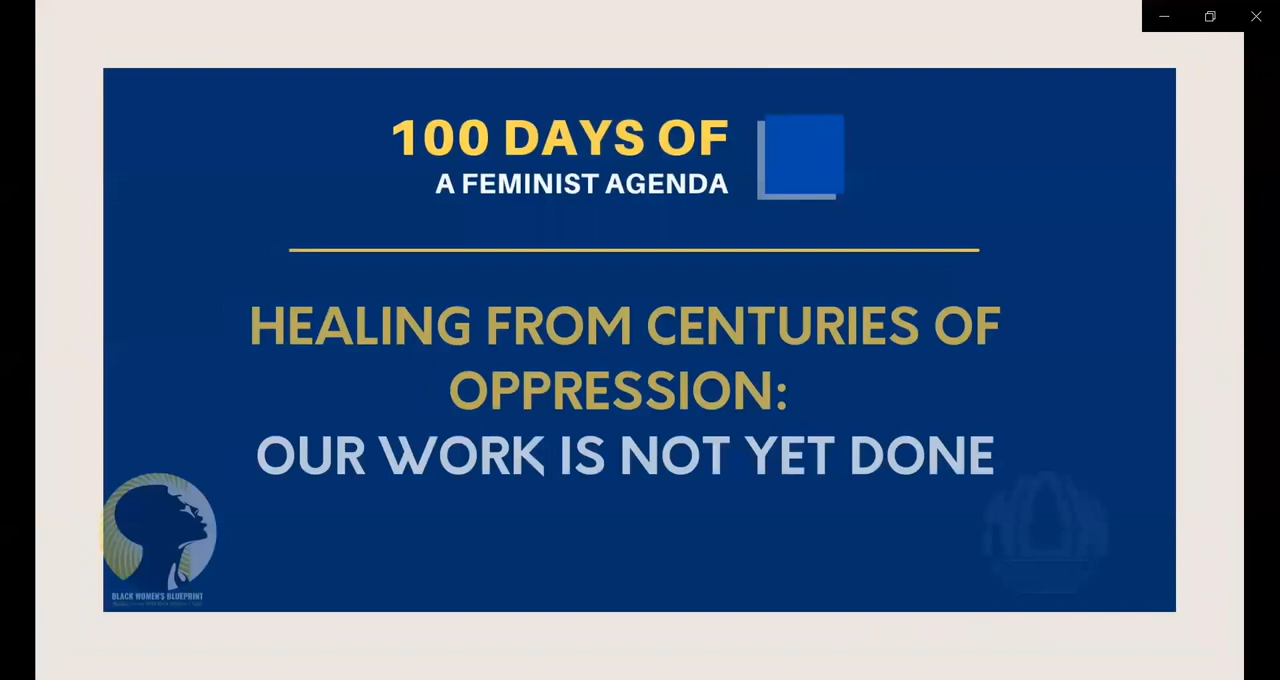 100 DAYS OF
A FEMINIST AGENDA
HEALING FROM CENTURIES OF
OPPRESSION:
OUR WORK IS NOT YET DONE
BLACK WOMEN'S BLUEPRINT